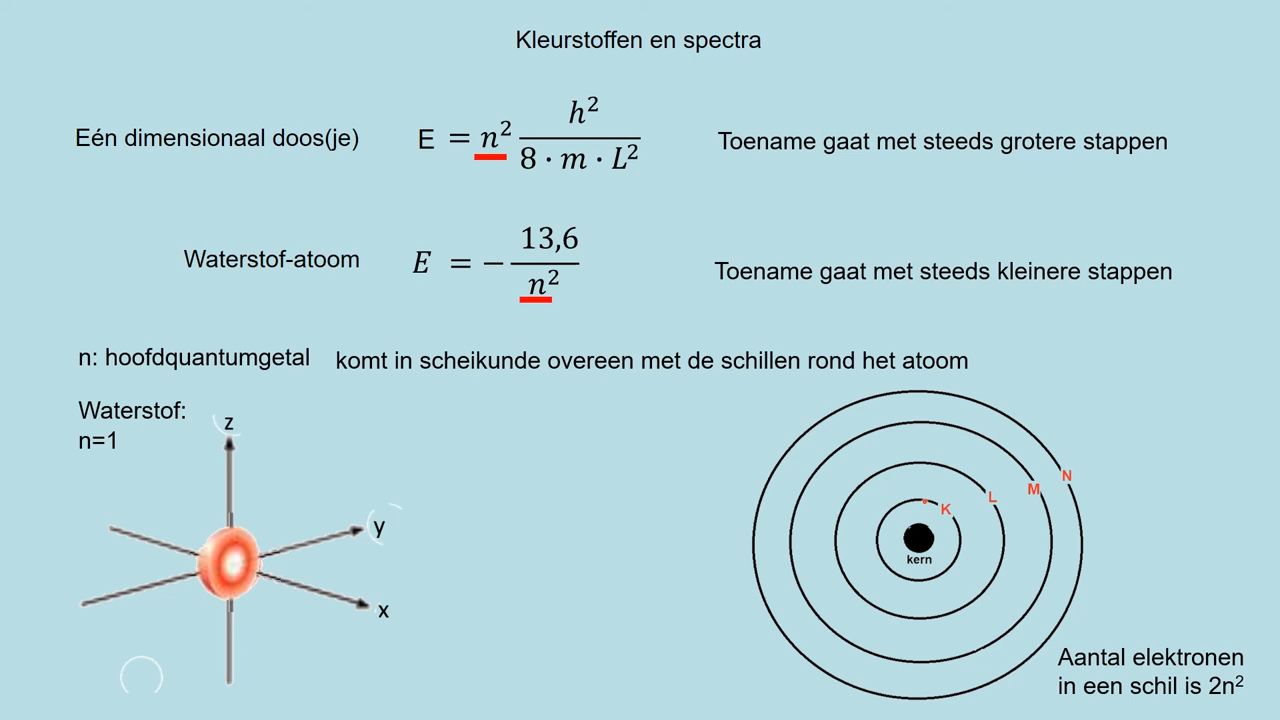 Kleurstoffen en spectra
Eén dimensionaal doos(je)
E = n² h² / 8 · m · L²
Toename gaat met steeds grotere stappen
Waterstof-atoom
E = − 13,6 / n²
Toename gaat met steeds kleinere stappen
n: hoofdquantumgetal
komt in scheikunde overeen met de schillen rond het atoom
Waterstof:
n=1
z
y
x
N
M
L
K
kern
Aantal elektronen
in een schil is 2n²